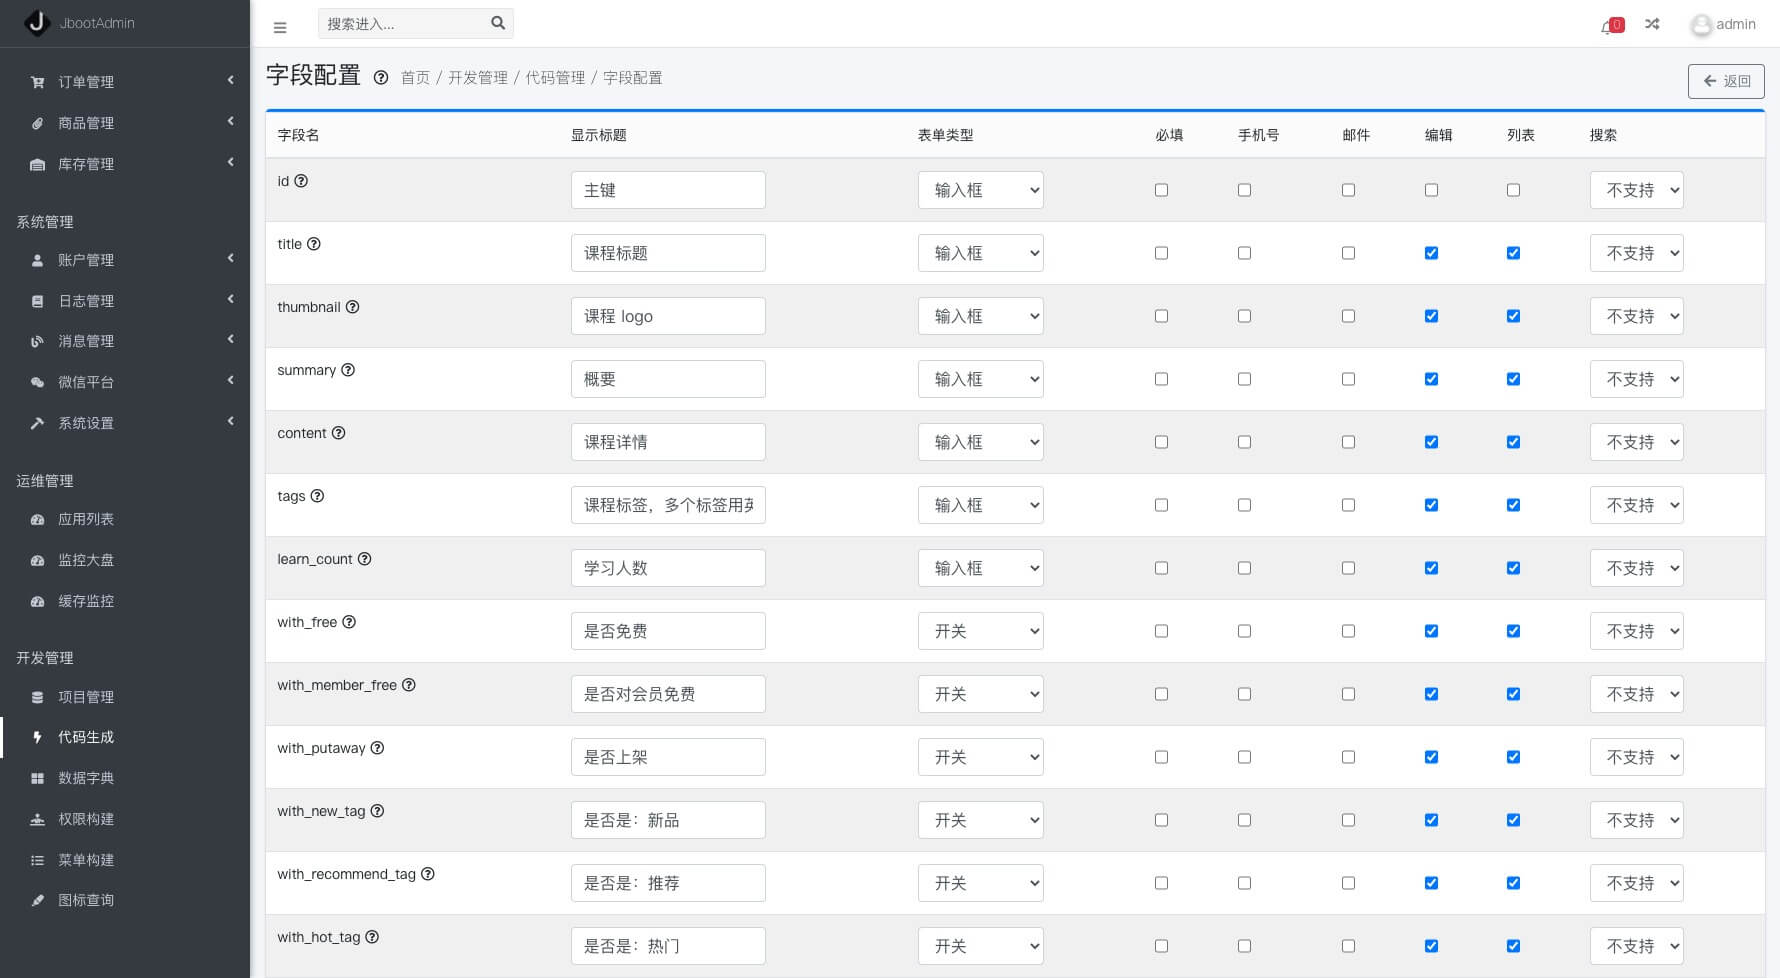 JbootAdmin
搜索进入...
0
admin
订单管理
商品管理
库存管理
系统管理
账户管理
日志管理
消息管理
微信平台
系统设置
运维管理
应用列表
监控大盘
缓存监控
开发管理
项目管理
代码生成
数据字典
权限构建
菜单构建
图标查询
字段配置 首页 / 开发管理 / 代码管理 / 字段配置
返回
字段名 显示标题 表单类型 必填 手机号 邮件 编辑 列表 搜索
id 主键 输入框 不支持
title 课程标题 输入框 不支持
thumbnail 课程 logo 输入框 不支持
summary 概要 输入框 不支持
content 课程详情 输入框 不支持
tags 课程标签，多个标签用英 输入框 不支持
learn_count 学习人数 输入框 不支持
with_free 是否免费 开关 不支持
with_member_free 是否对会员免费 开关 不支持
with_putaway 是否上架 开关 不支持
with_new_tag 是否是：新品 开关 不支持
with_recommend_tag 是否是：推荐 开关 不支持
with_hot_tag 是否是：热门 开关 不支持